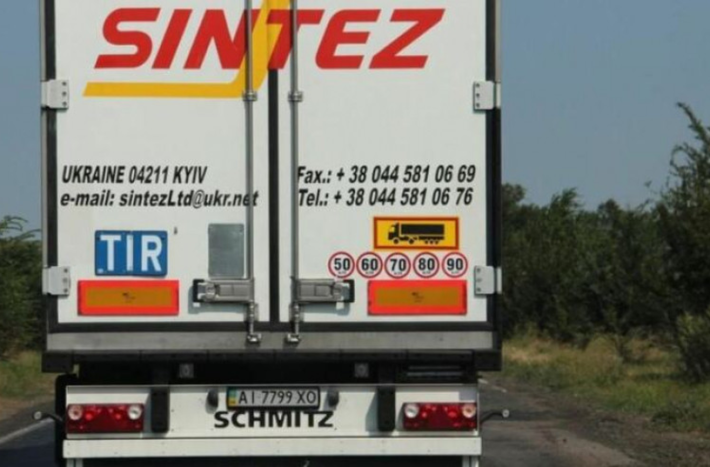 SINTEZ
UKRAINE 04211 KYIV
e-mail: sintezLtd@ukr.net
Fax.: + 38 044 581 06 69
Tel.: + 38 044 581 06 76
TIR
50 60 70 80 90
AI 7799 XO
SCHMITZ